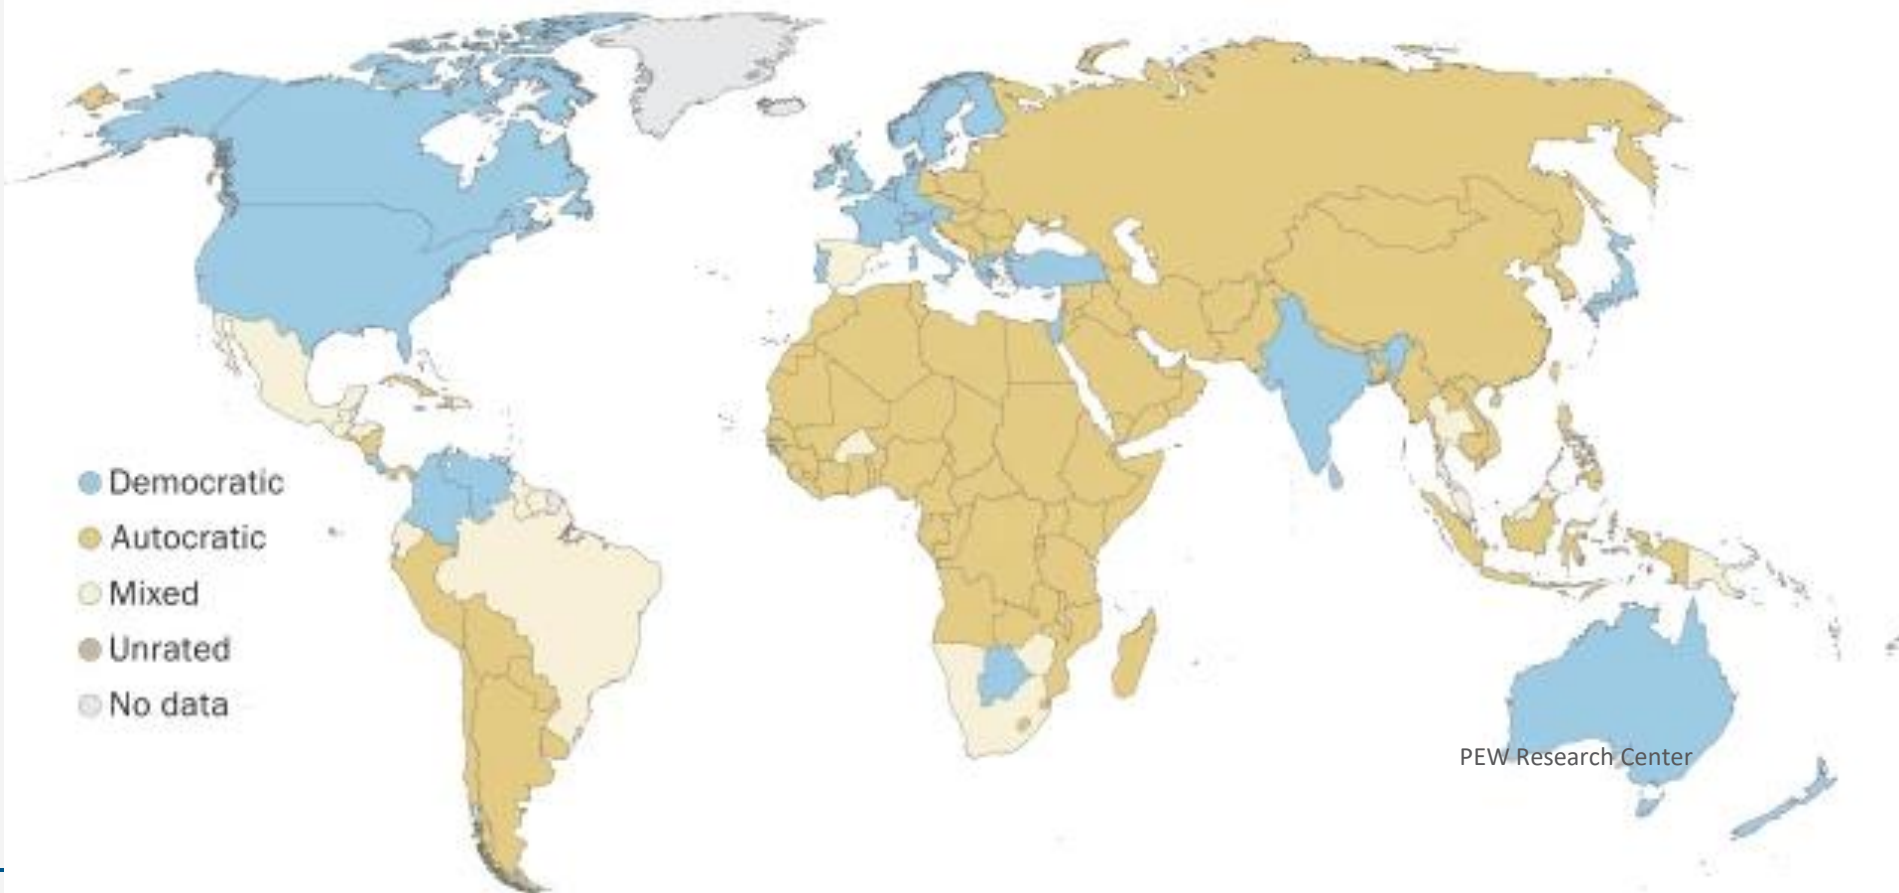 Democratic
Autocratic
Mixed
Unrated
No data
PEW Research Center